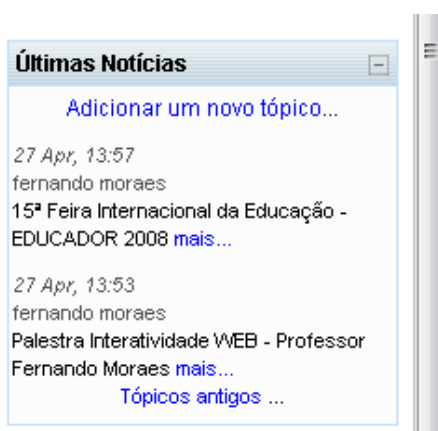 Últimas Notícias
Adicionar um novo tópico...
27 Apr, 13:57
fernando moraes
15ª Feira Internacional da Educação -
EDUCADOR 2008 mais...
27 Apr, 13:53
fernando moraes
Palestra Interatividade WEB - Professor
Fernando Moraes mais...
Tópicos antigos ...